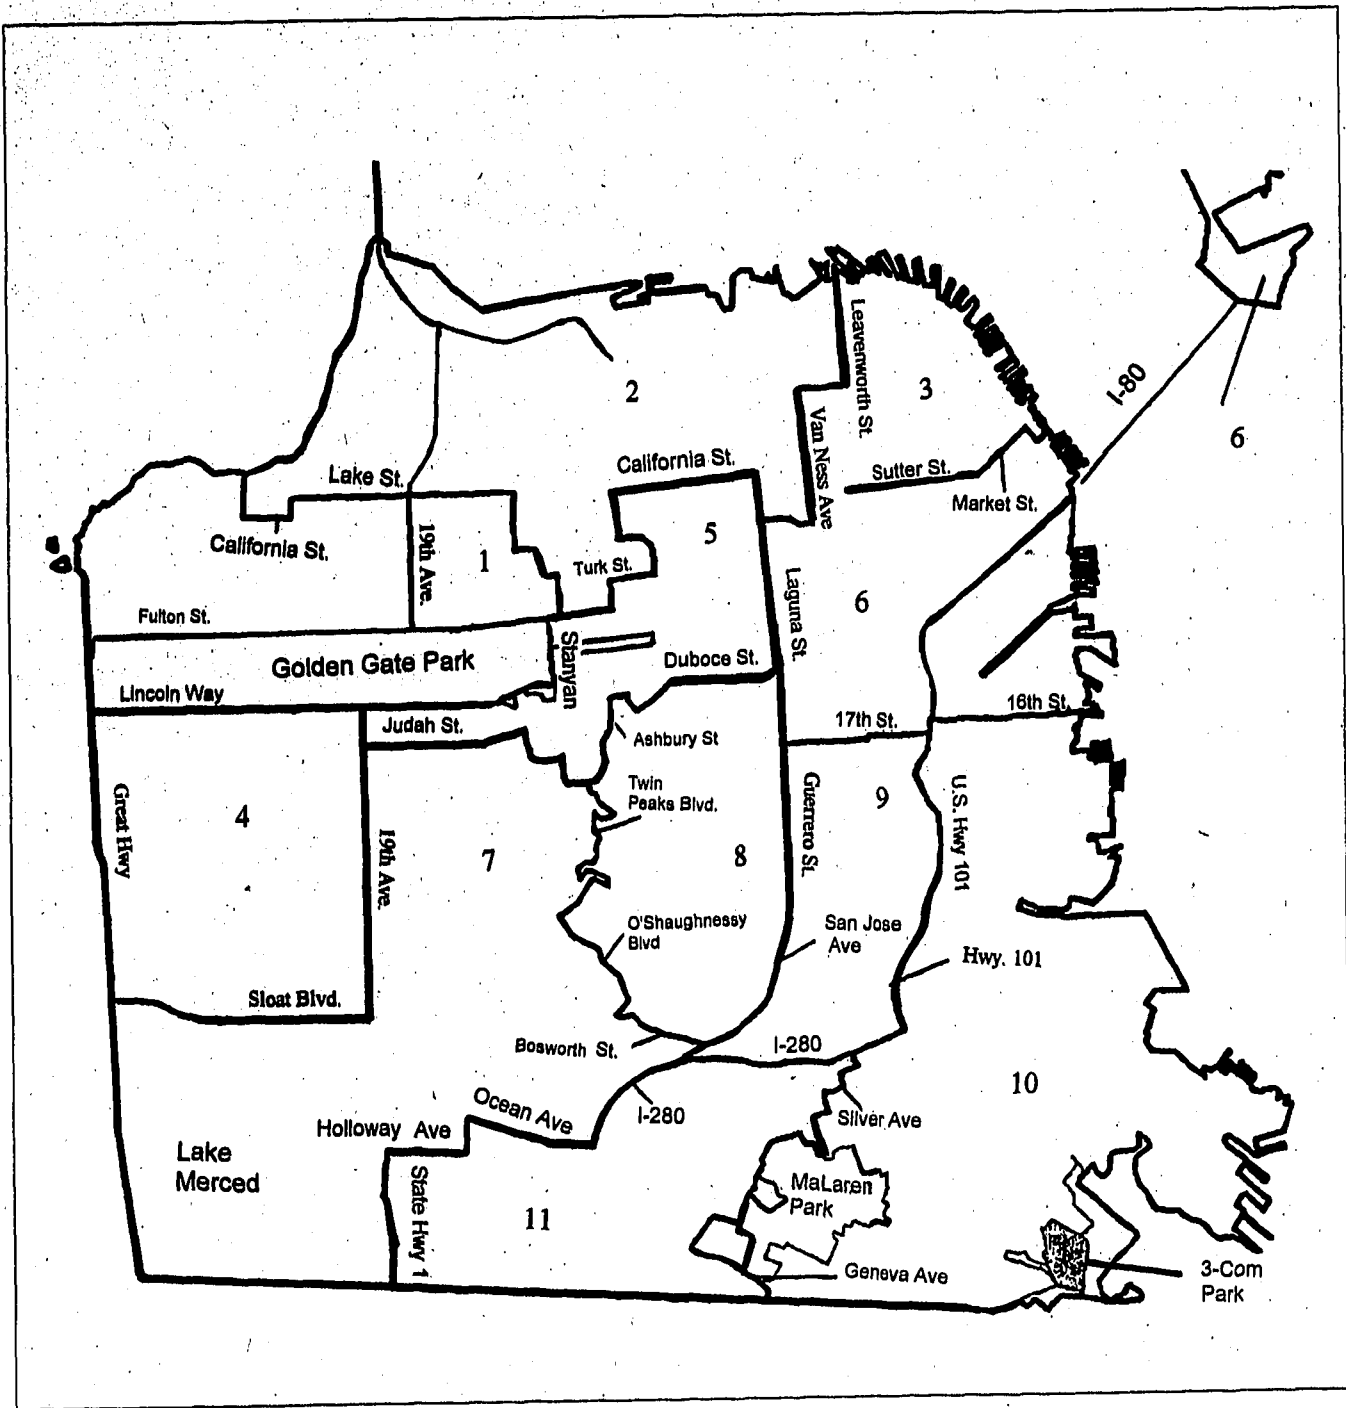 Leavenworth St.
2
3
I-80
Van Ness Ave
6
California St.
Lake St.
Sutter St.
Market St.
California St.
19th Ave.
1
5
Turk St.
Laguna St.
6
Fulton St.
Golden Gate Park
Stanyan
Duboce St.
Lincoln Way
Judah St.
Ashbury St
17th St.
16th St.
Twin
Peaks Blvd.
Great Hwy
4
19th Ave.
7
8
Guerrero St.
9
U.S. Hwy 101
O'Shaughnessy
Blvd
San Jose
Ave
Hwy. 101
Sloat Blvd.
Bosworth St.
I-280
10
Ocean Ave
I-280
Silver Ave
Holloway Ave
Lake
Merced
State Hwy 1
11
MaLaren
Park
Geneva Ave
3-Com
Park